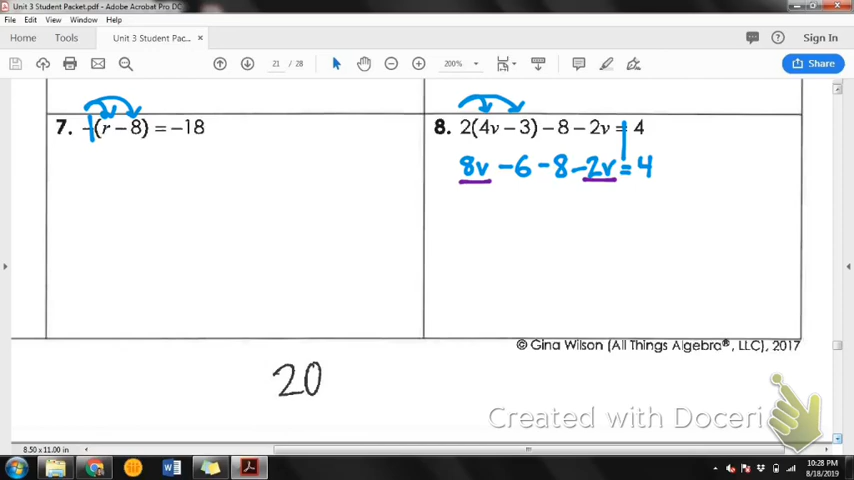 Unit 3 Student Packet.pdf - Adobe Acrobat Pro DC
File Edit View Window Help
Home Tools Unit 3 Student Pac... × Sign In
21 / 28 200% Share
7. -(r – 8) = –18
8. 2(4v – 3) – 8 – 2v = 4
8v - 6 - 8 - 2v = 4
© Gina Wilson (All Things Algebra®, LLC), 2017
20
Created with Doceri
8.50 x 11.00 in
10:28 PM
8/18/2019